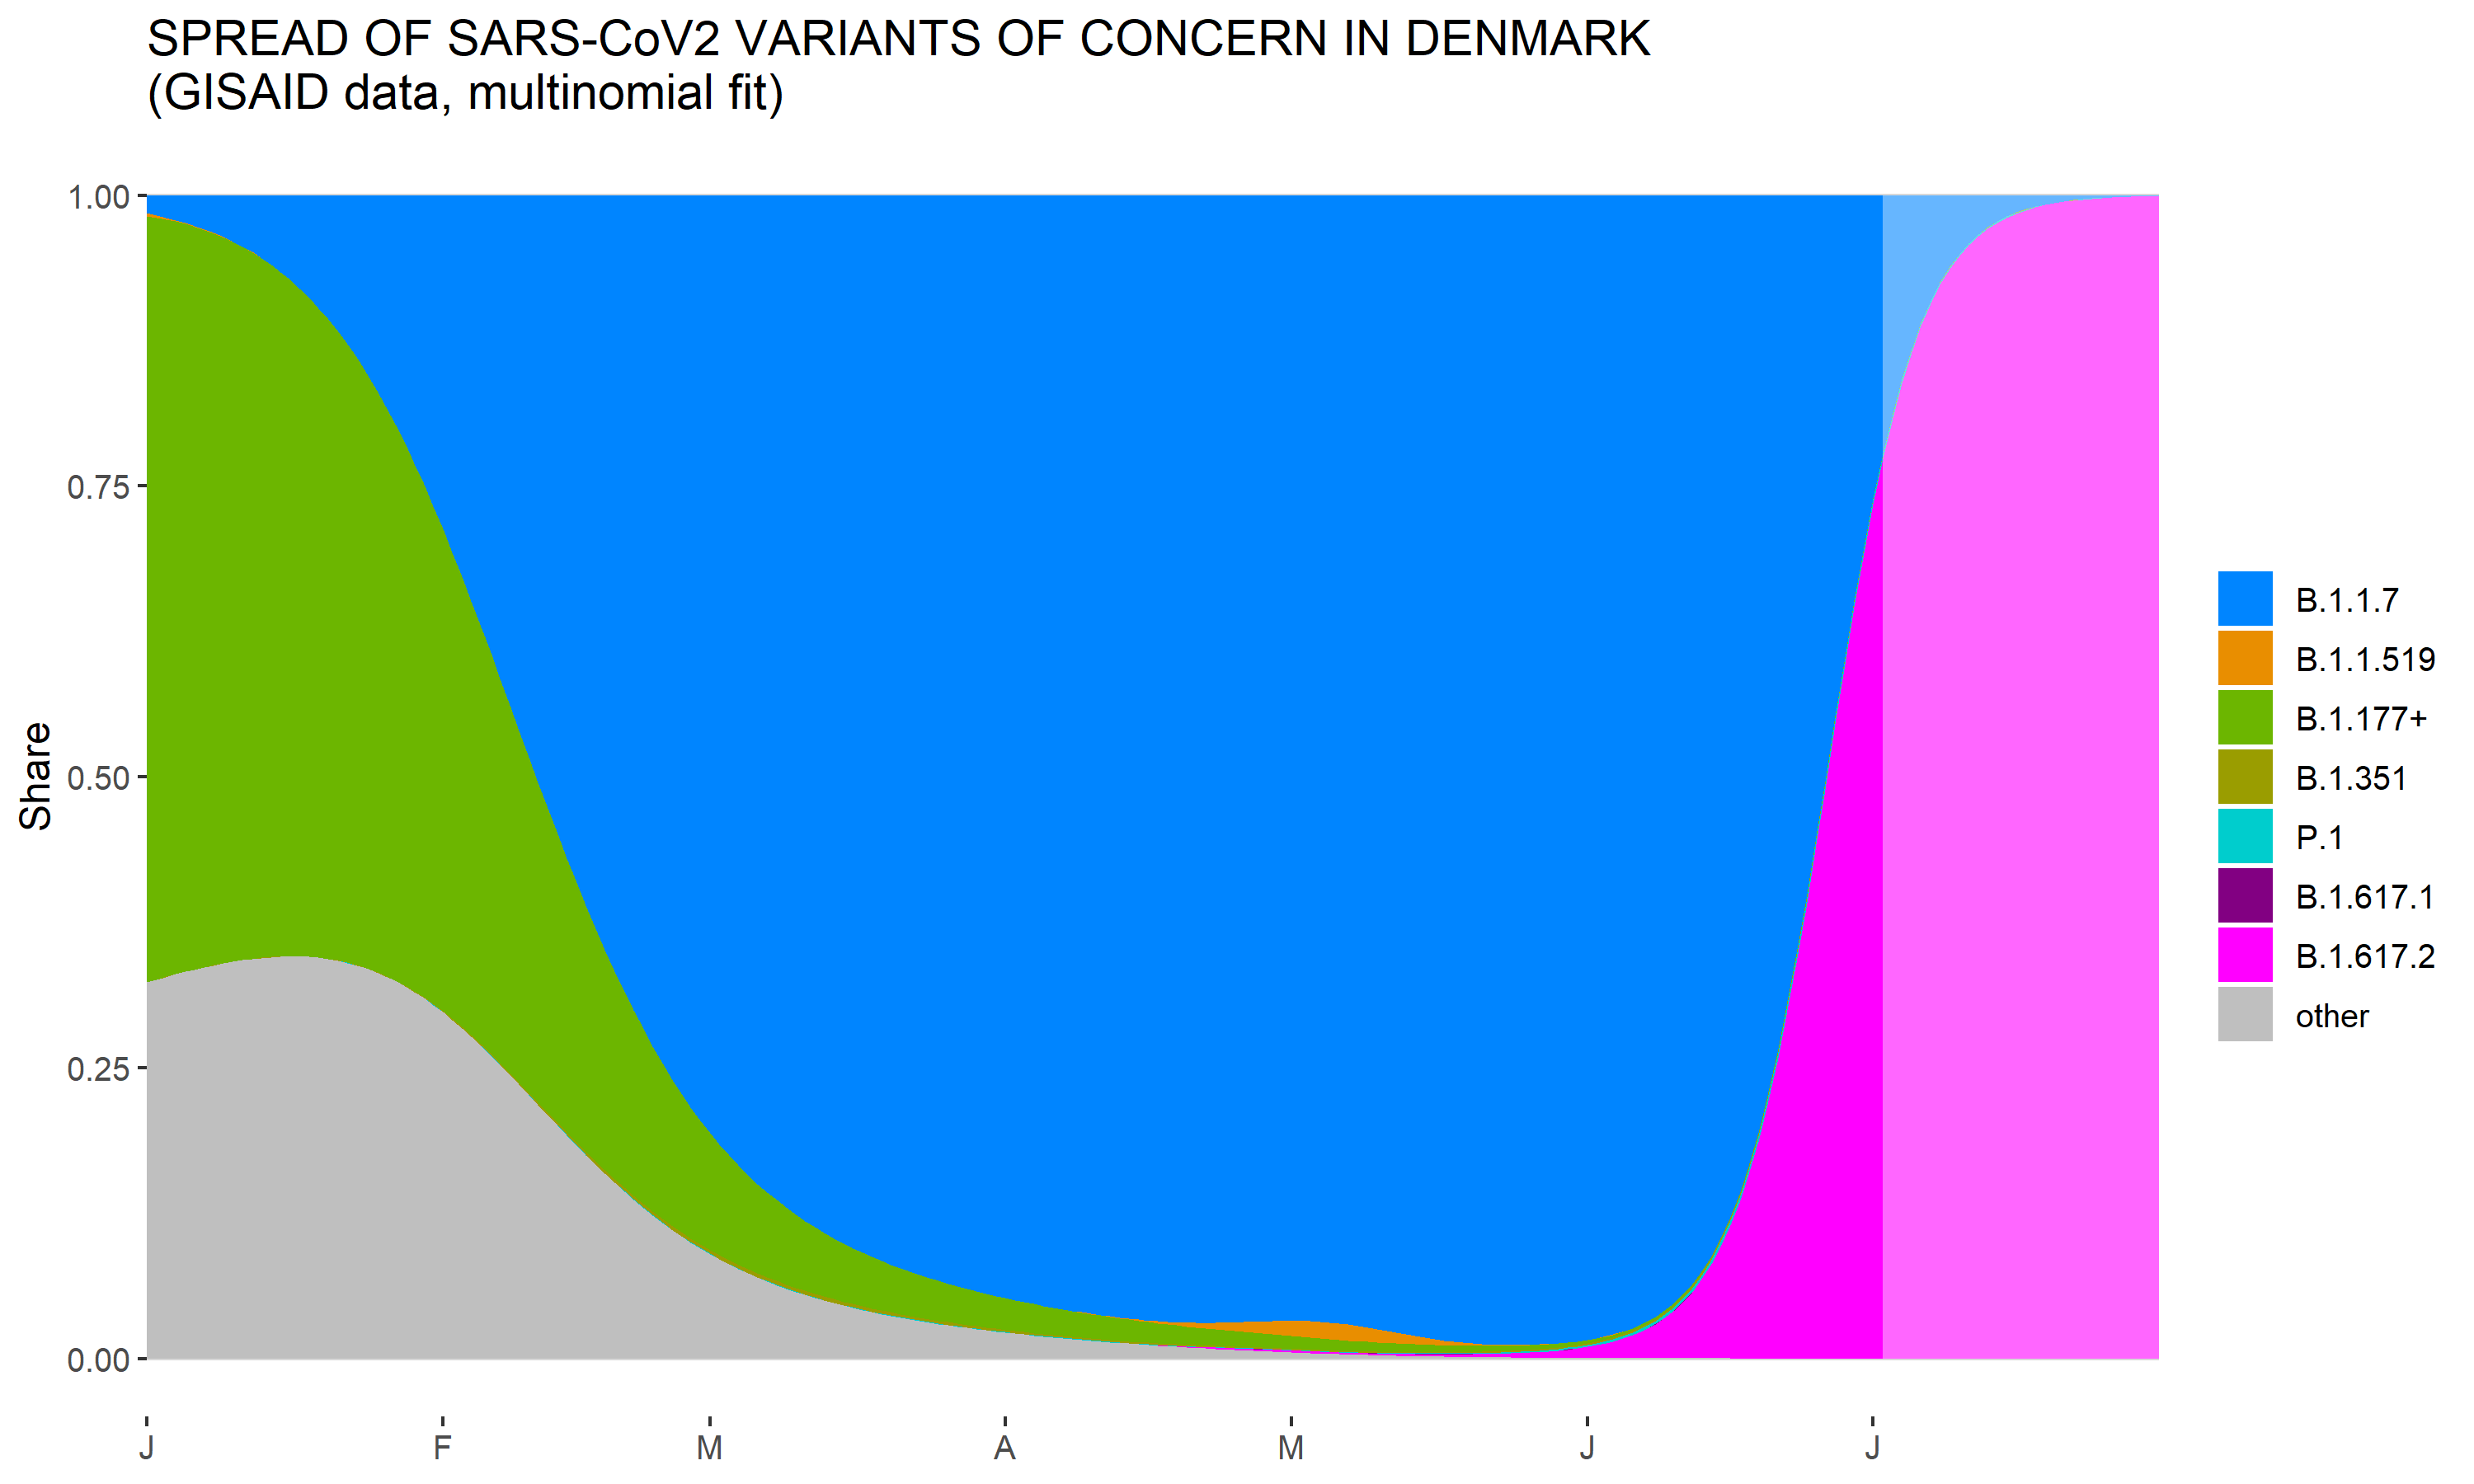 SPREAD OF SARS-CoV2 VARIANTS OF CONCERN IN DENMARK
(GISAID data, multinomial fit)
1.00
0.75
0.50
0.25
0.00
Share
J F M A M J J
B.1.1.7
B.1.1.519
B.1.177+
B.1.351
P.1
B.1.617.1
B.1.617.2
other